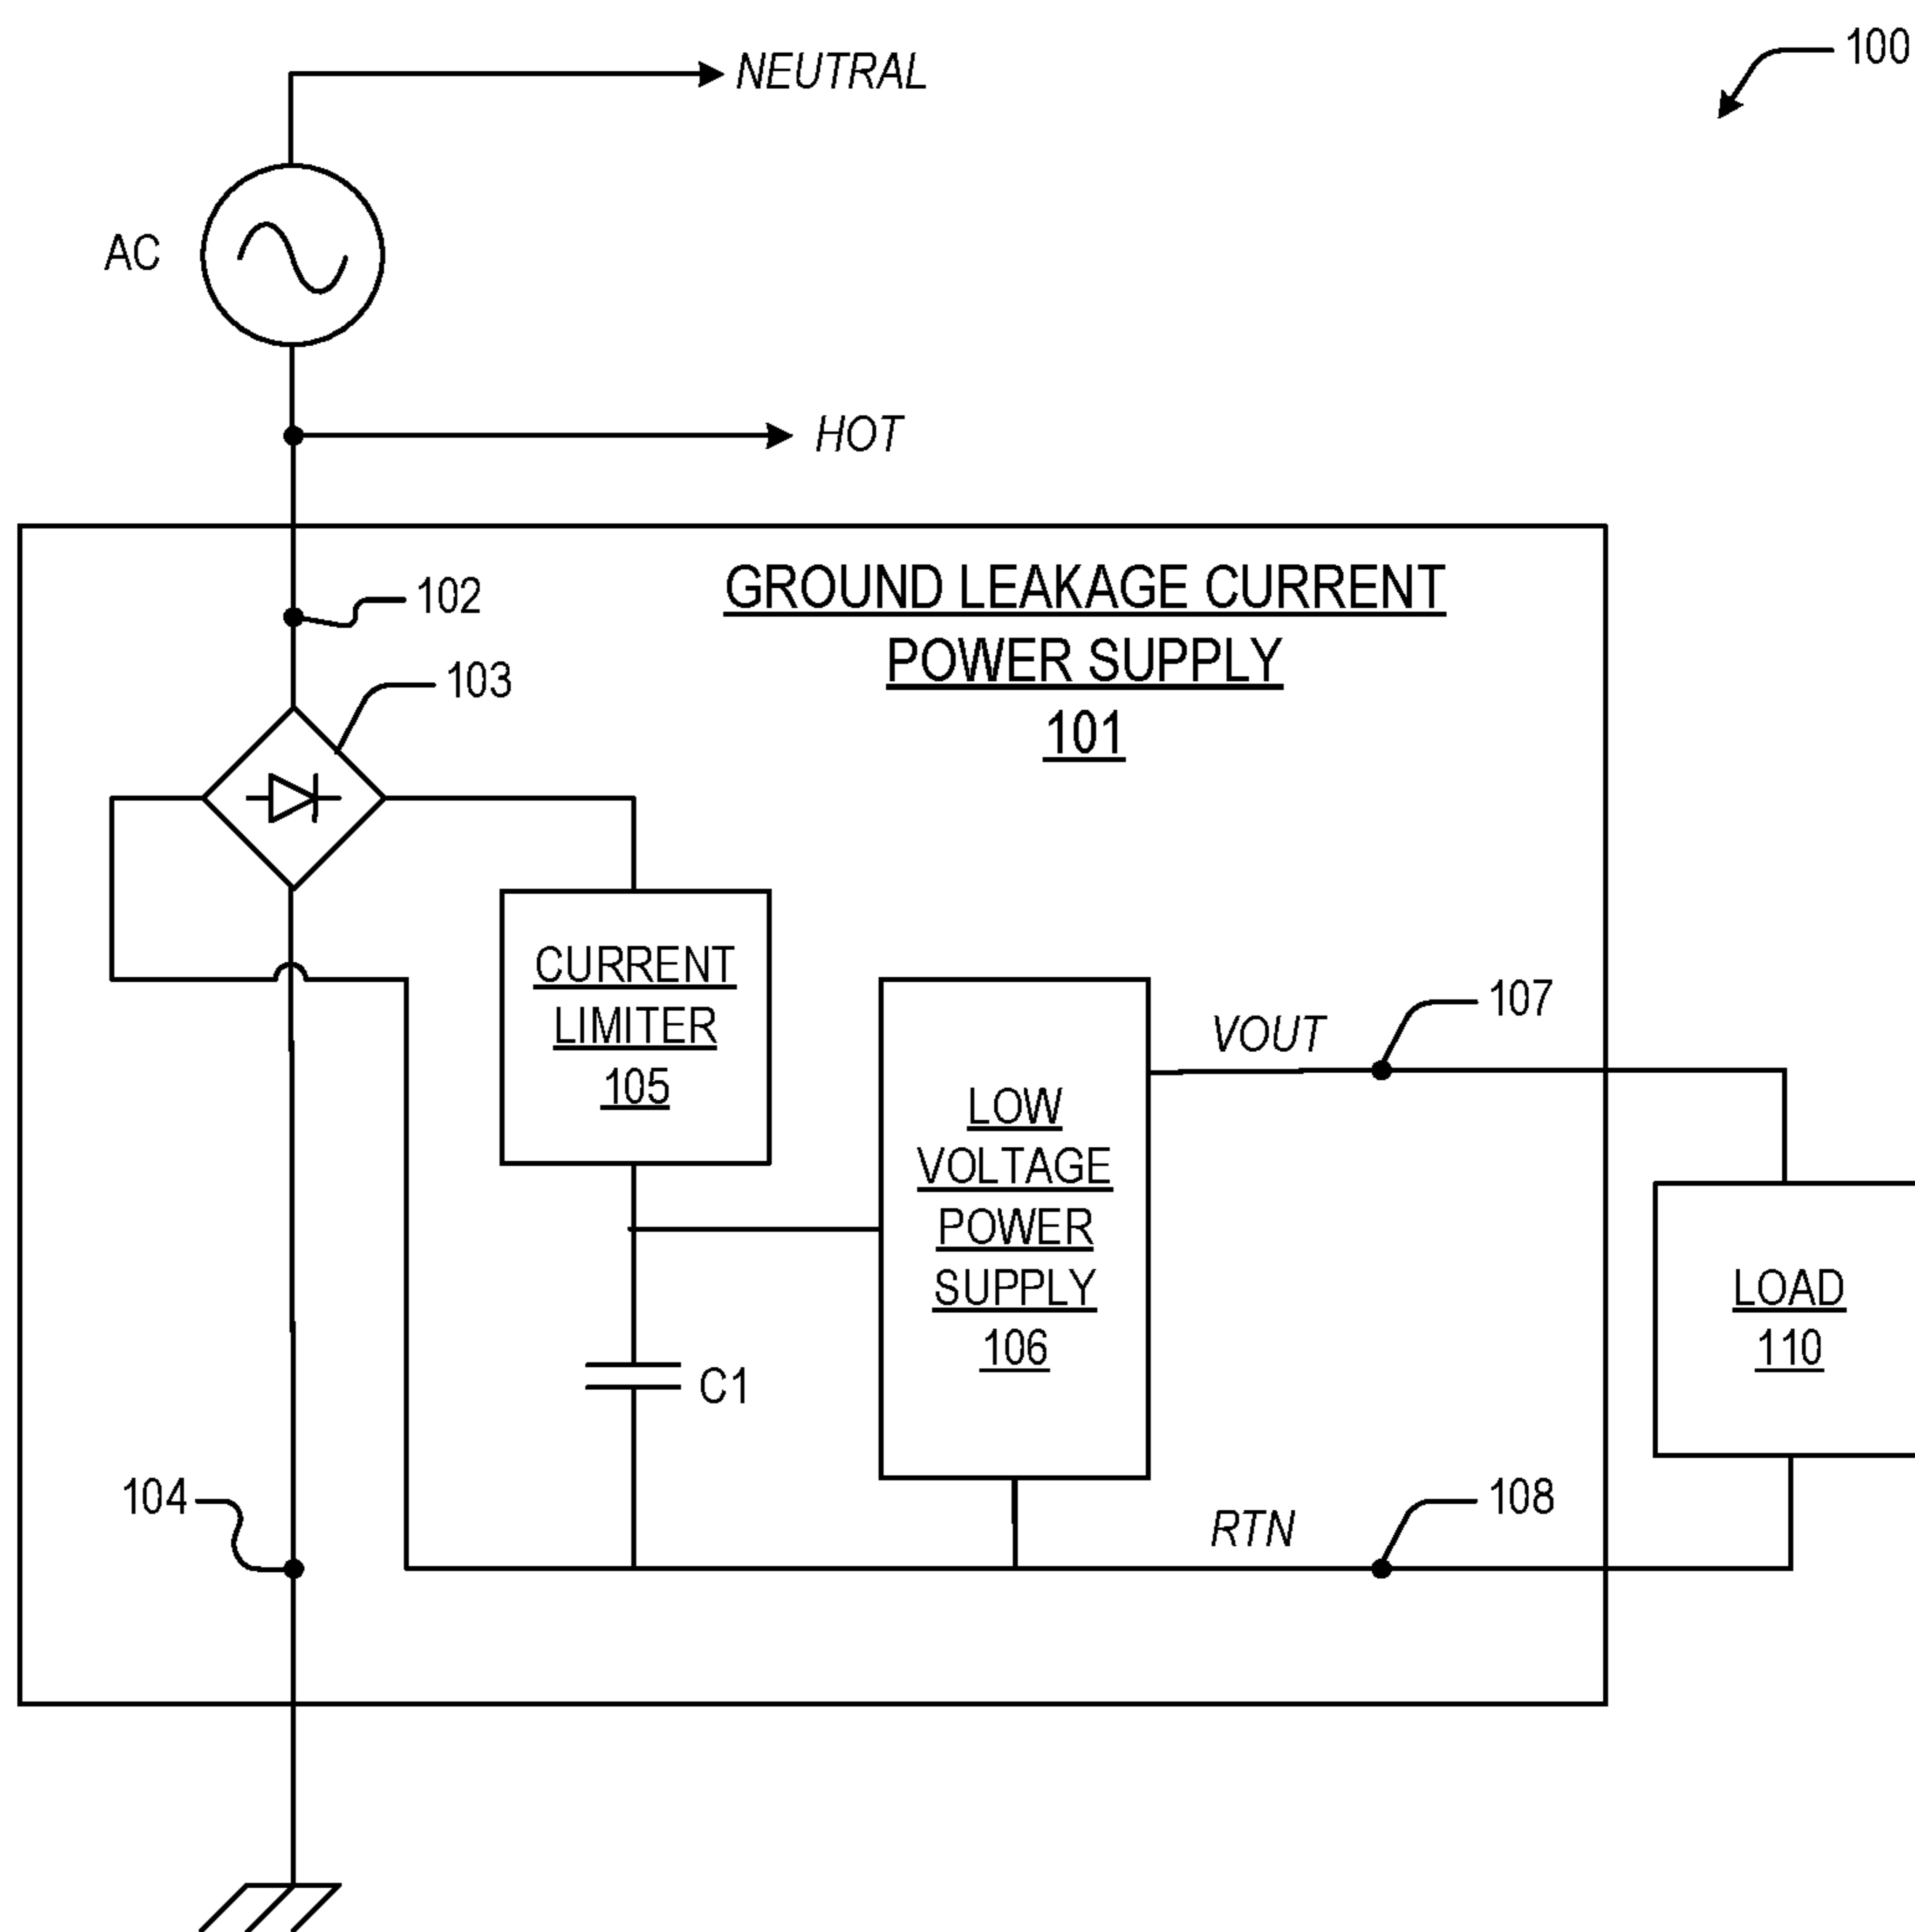 100
NEUTRAL
AC
HOT
102
103
GROUND LEAKAGE CURRENT
POWER SUPPLY
101
CURRENT
LIMITER
105
107
VOUT
LOW
VOLTAGE
POWER
SUPPLY
106
LOAD
110
C1
104
108
RTN